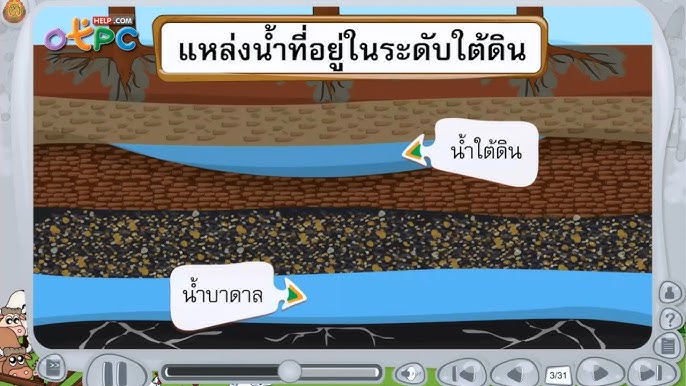 OTPC
HELP.COM
แหล่งน้ำที่อยู่ในระดับใต้ดิน
น้ำใต้ดิน
น้ำบาดาล
3/31
?